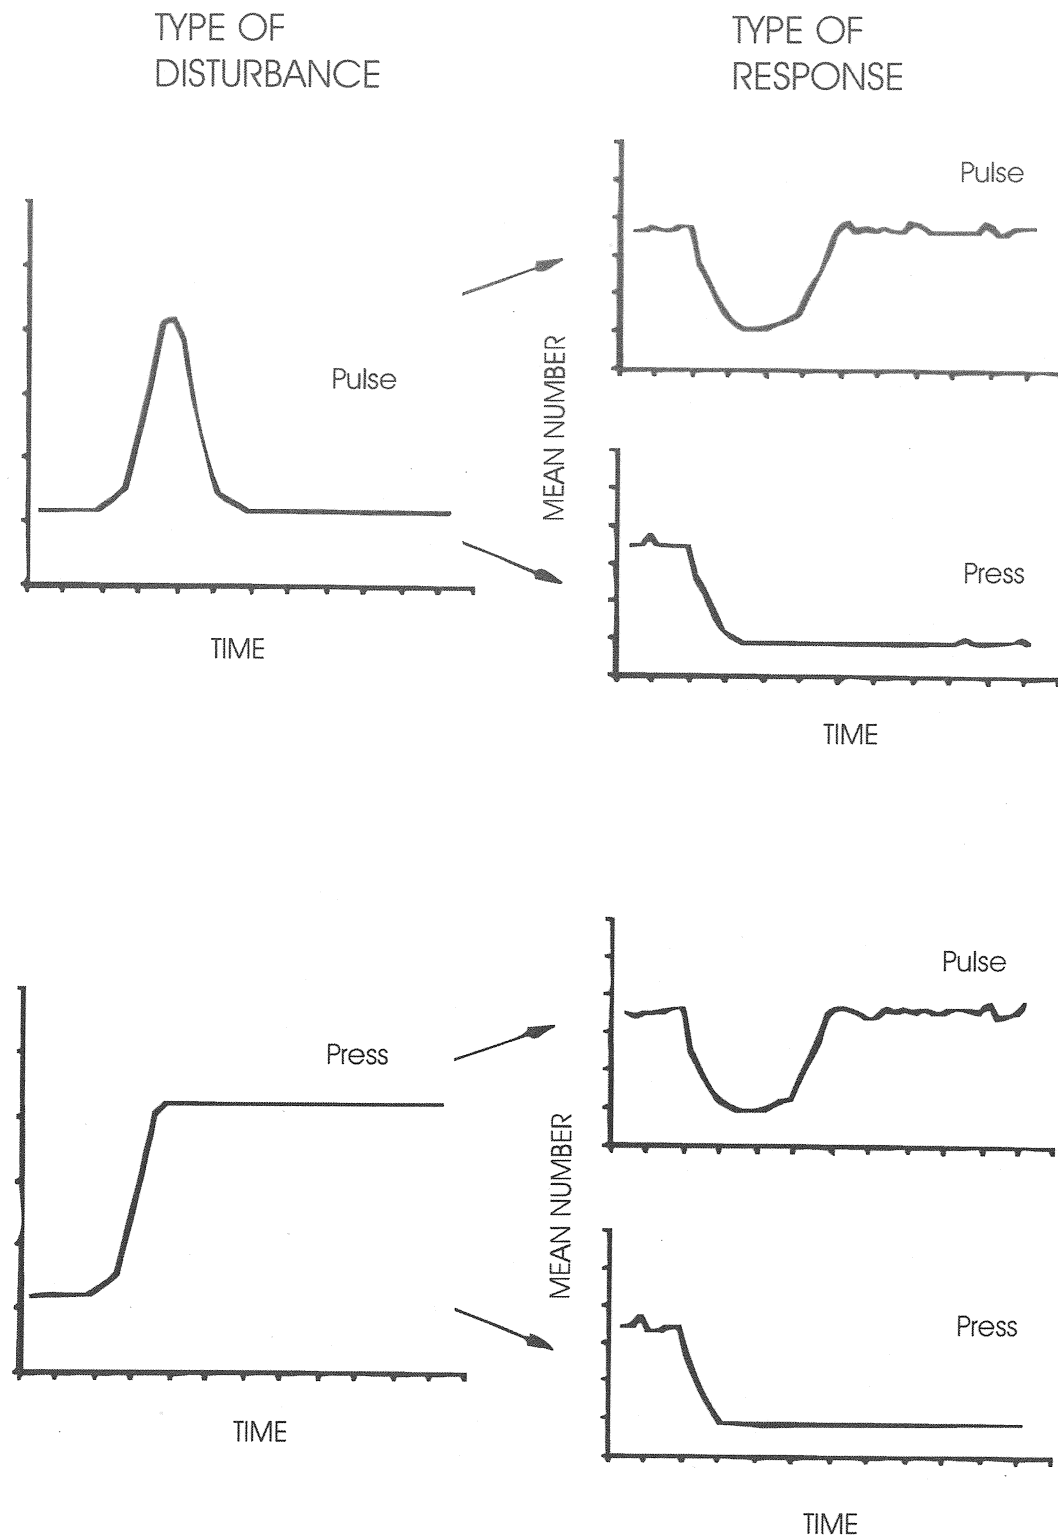 TYPE OF
DISTURBANCE
TYPE OF
RESPONSE
Pulse
Pulse
MEAN NUMBER
Press
TIME
TIME
Press
Pulse
MEAN NUMBER
Press
TIME
TIME